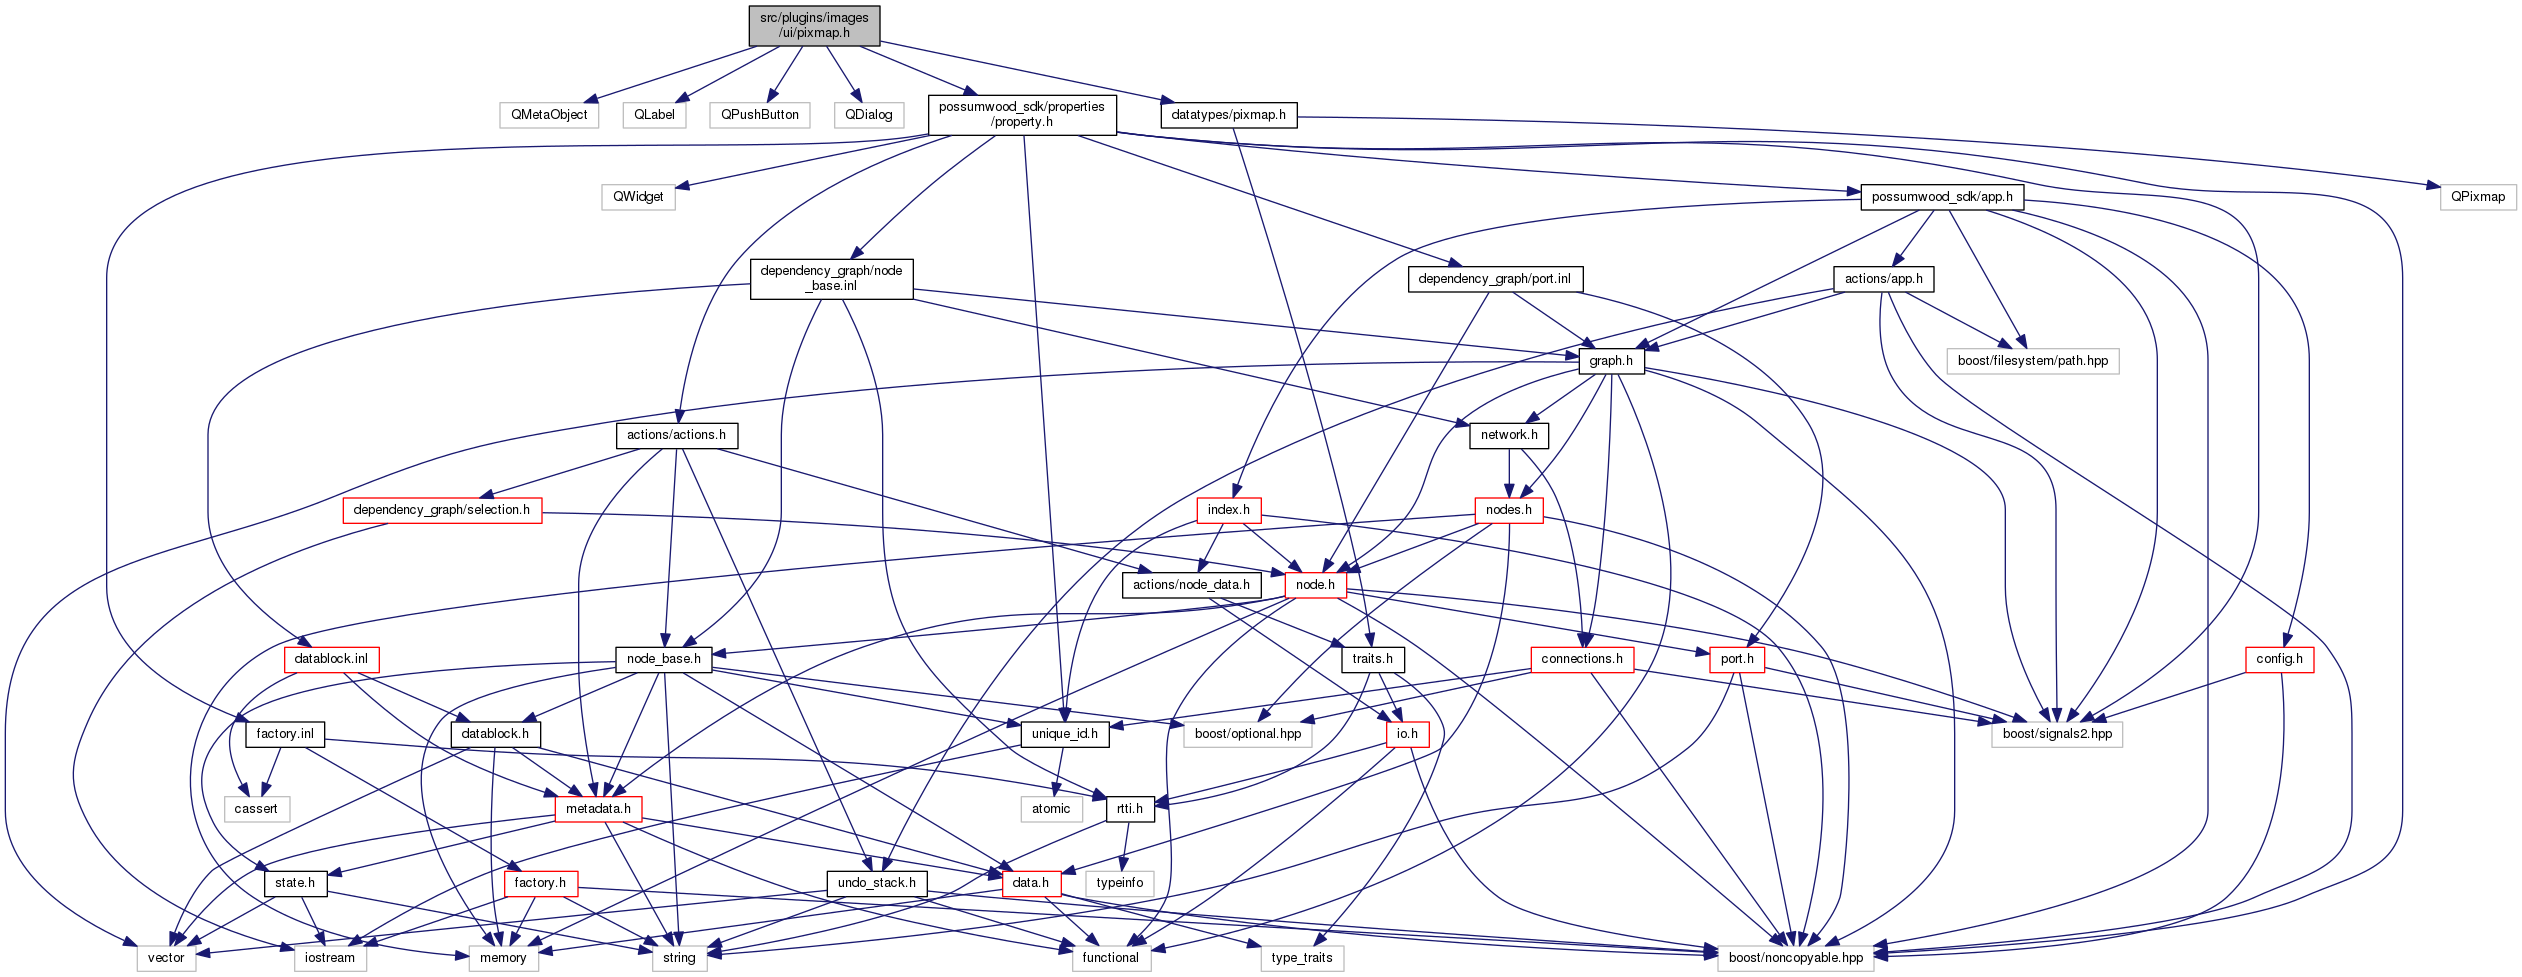 src/plugins/images
/ui/pixmap.h
QMetaObject
QLabel
QPushButton
QDialog
possumwood_sdk/properties
/property.h
datatypes/pixmap.h
QWidget
possumwood_sdk/app.h
QPixmap
dependency_graph/node
_base.inl
dependency_graph/port.inl
actions/app.h
graph.h
boost/filesystem/path.hpp
actions/actions.h
network.h
dependency_graph/selection.h
index.h
nodes.h
actions/node_data.h
node.h
datablock.inl
node_base.h
traits.h
connections.h
port.h
config.h
factory.inl
datablock.h
unique_id.h
boost/optional.hpp
io.h
boost/signals2.hpp
cassert
metadata.h
atomic
rtti.h
state.h
factory.h
undo_stack.h
data.h
typeinfo
vector
iostream
memory
string
functional
type_traits
boost/noncopyable.hpp